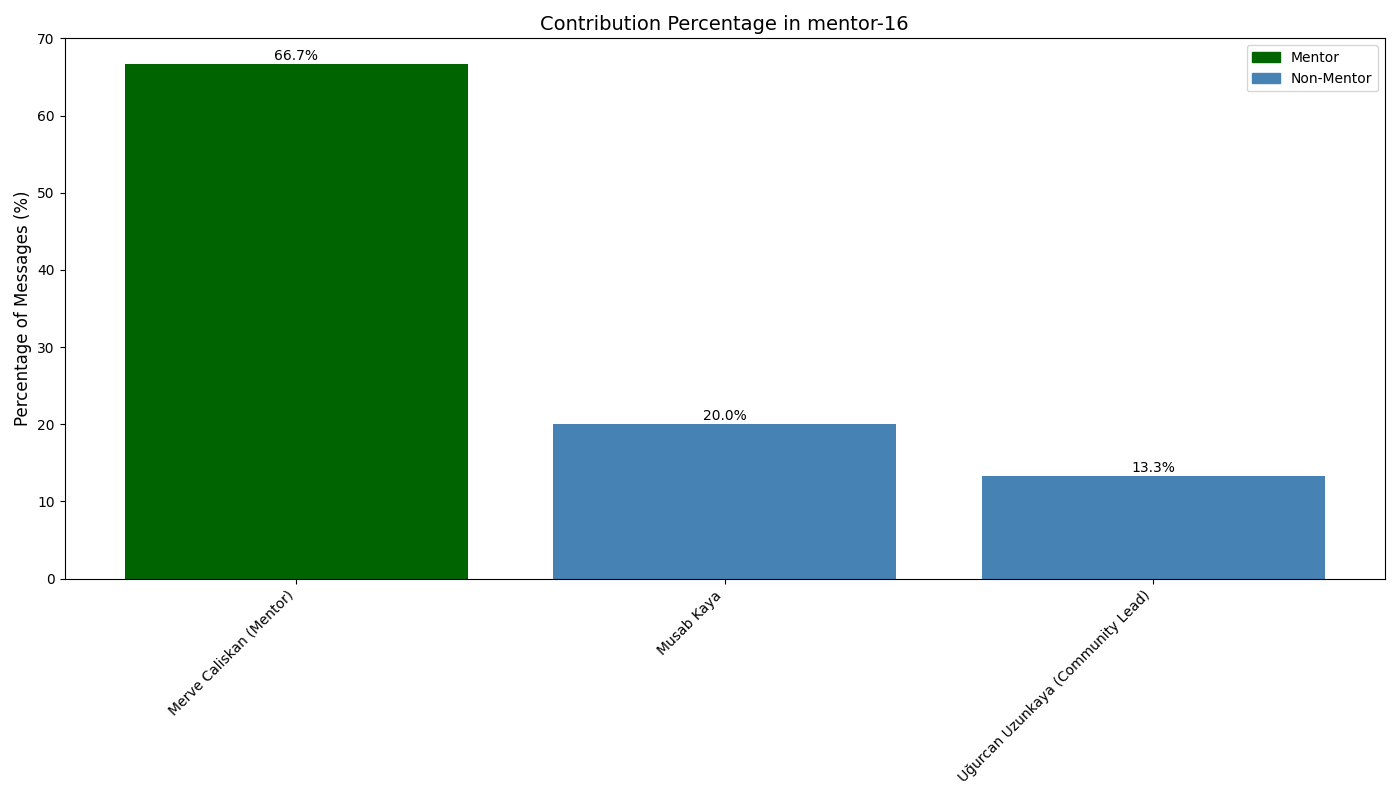 Contribution Percentage in mentor-16
70
60
50
40
30
20
10
0
Percentage of Messages (%)
66.7%
20.0%
13.3%
Mentor
Non-Mentor
Merve Caliskan (Mentor)
Musab Kaya
Uğurcan Uzunkaya (Community Lead)